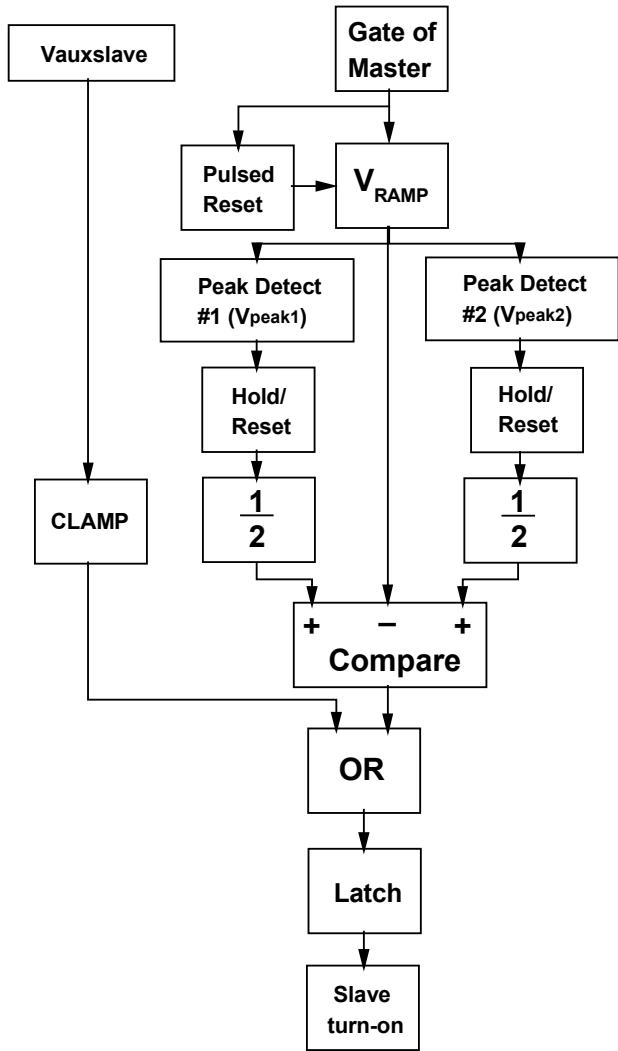 Vauxslave
Gate of
Master
Pulsed
Reset
VRAMP
Peak Detect
#1 (Vpeak1)
Peak Detect
#2 (Vpeak2)
Hold/
Reset
Hold/
Reset
1
2
1
2
CLAMP
+ − +
Compare
OR
Latch
Slave
turn-on